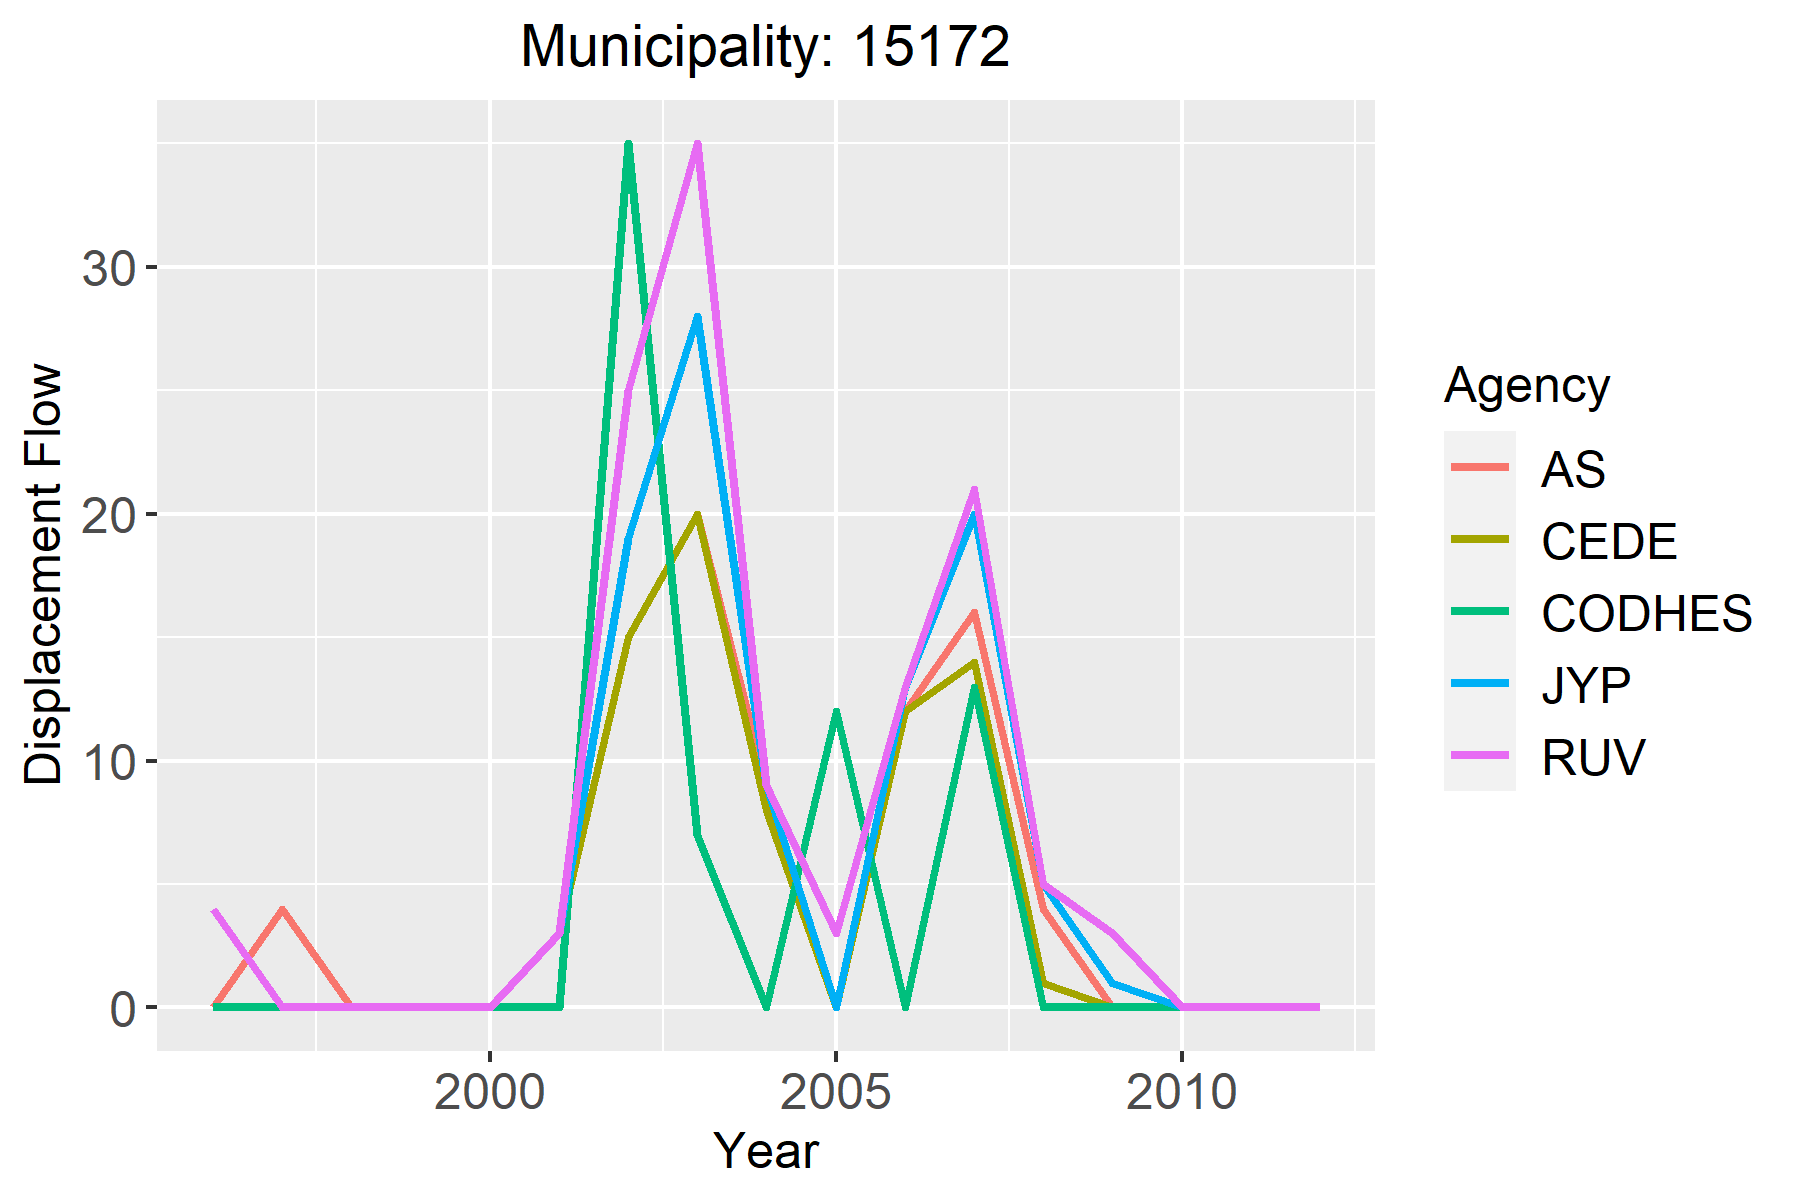 Municipality: 15172
Displacement Flow
30
20
10
0
2000
2005
2010
Year
Agency
AS
CEDE
CODHES
JYP
RUV